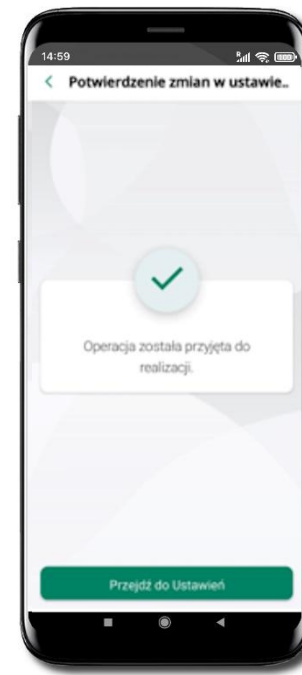 14:59
Potwierdzenie zmian w ustawie..
Operacja została przyjęta do
realizacji.
Przejdź do Ustawień